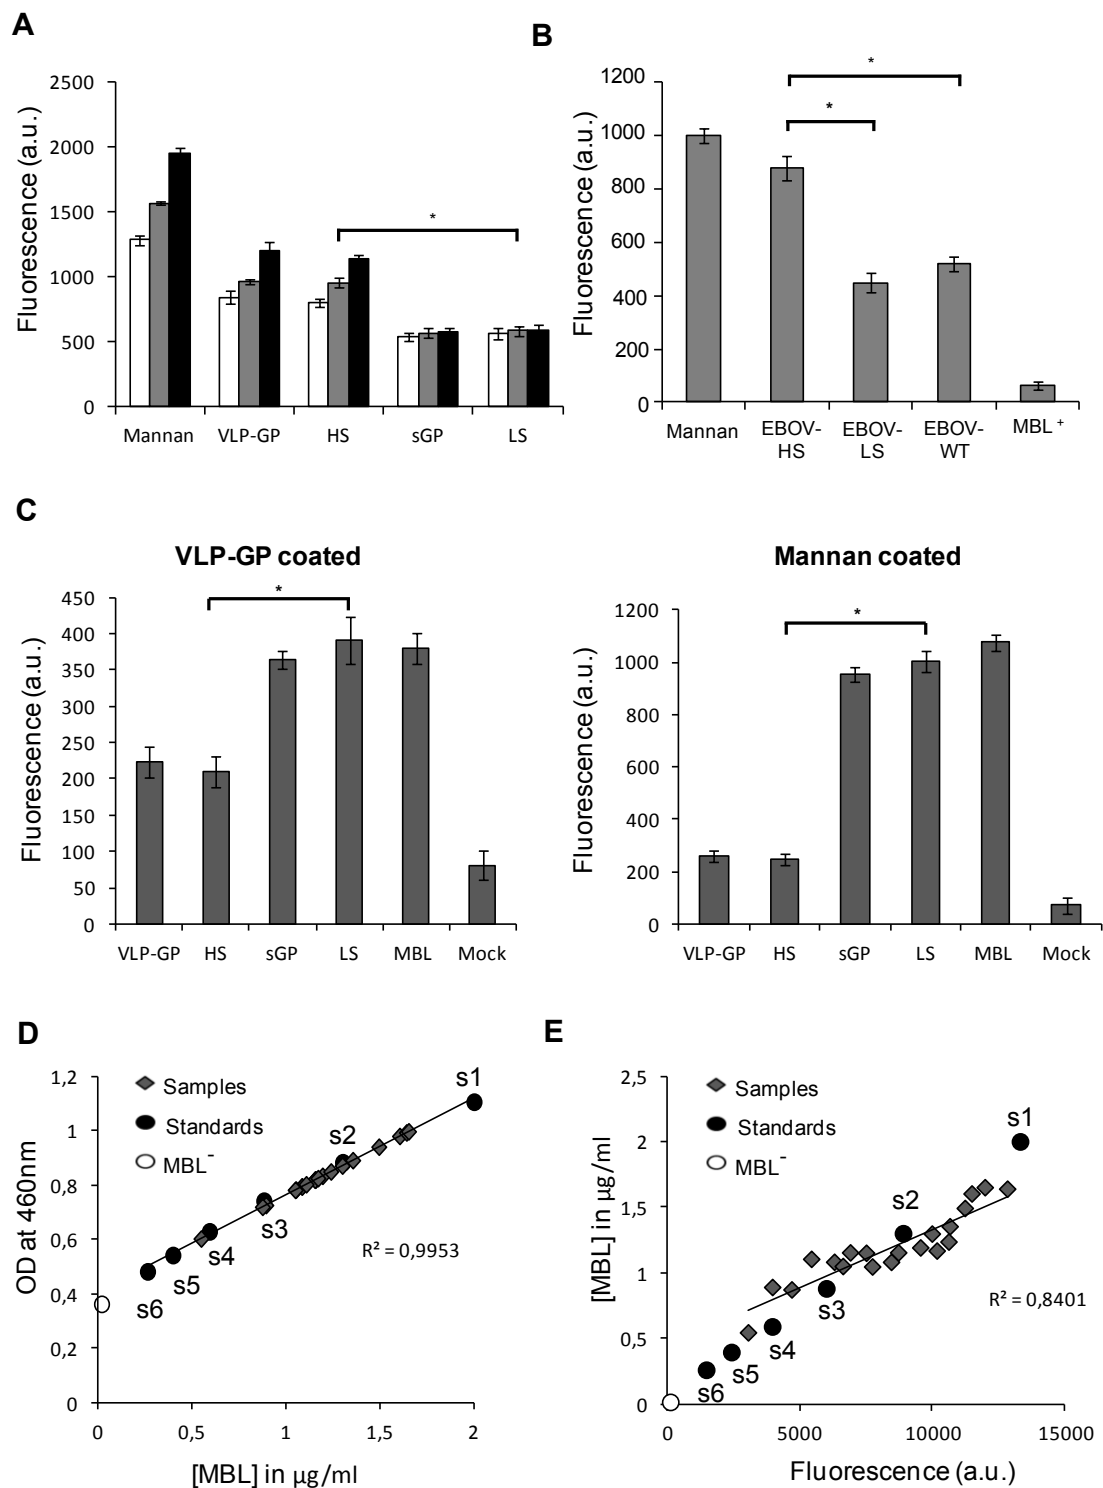 A
Fluorescence (a.u.)
2500
2000
1500
1000
500
0
*
Mannan VLP-GP HS sGP LS
B
Fluorescence (a.u.)
1200
1000
800
600
400
200
0
*
*
Mannan EBOV-HS EBOV-LS EBOV-WT MBL +
C
VLP-GP coated
Fluorescence (a.u.)
450
400
350
300
250
200
150
100
50
0
*
VLP-GP HS sGP LS MBL Mock
Mannan coated
Fluorescence (a.u.)
1200
1000
800
600
400
200
0
*
VLP-GP HS sGP LS MBL Mock
D
OD at 460nm
1,2
1
0,8
0,6
0,4
0,2
0
Samples
Standards
MBL-
s1
s2
s3
s4
s5
s6
R² = 0,9953
0 0,5 1 1,5 2
[MBL] in µg/ml
E
[MBL] in µg/ml
2,5
2
1,5
1
0,5
0
Samples
Standards
MBL-
s1
s2
s3
s4
s5
s6
R² = 0,8401
0 5000 10000 15000
Fluorescence (a.u.)